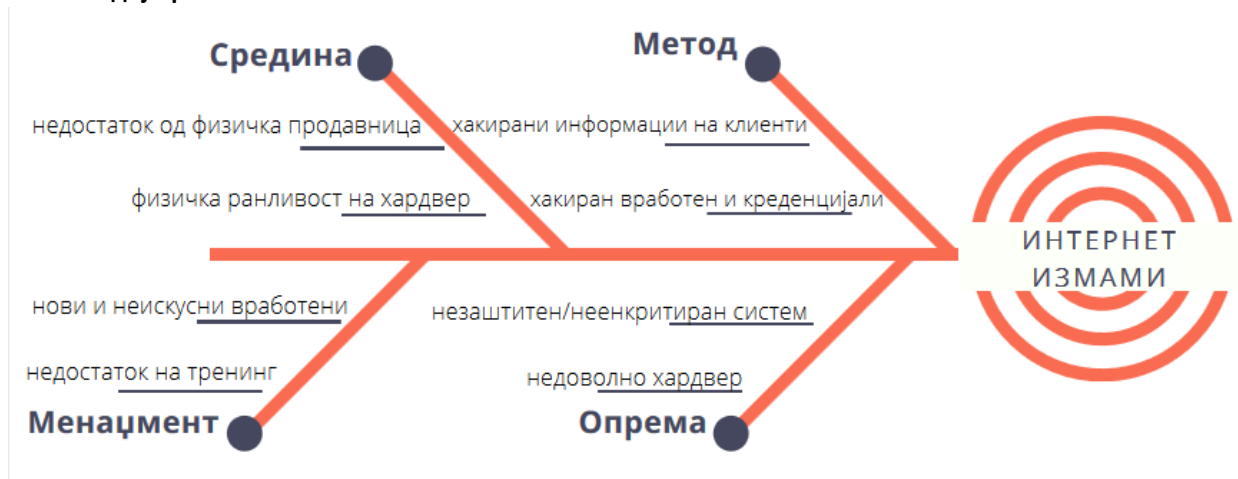 Средина
Метод
недостаток од физичка продавница
хакирани информации на клиенти
физичка ранливост на хардвер
хакиран вработен и креденцијали
ИНТЕРНЕТ
ИЗМАМИ
нови и неискусни вработени
незаштитен/неенкритиран систем
недостаток на тренинг
недоволно хардвер
Менаџмент
Опрема